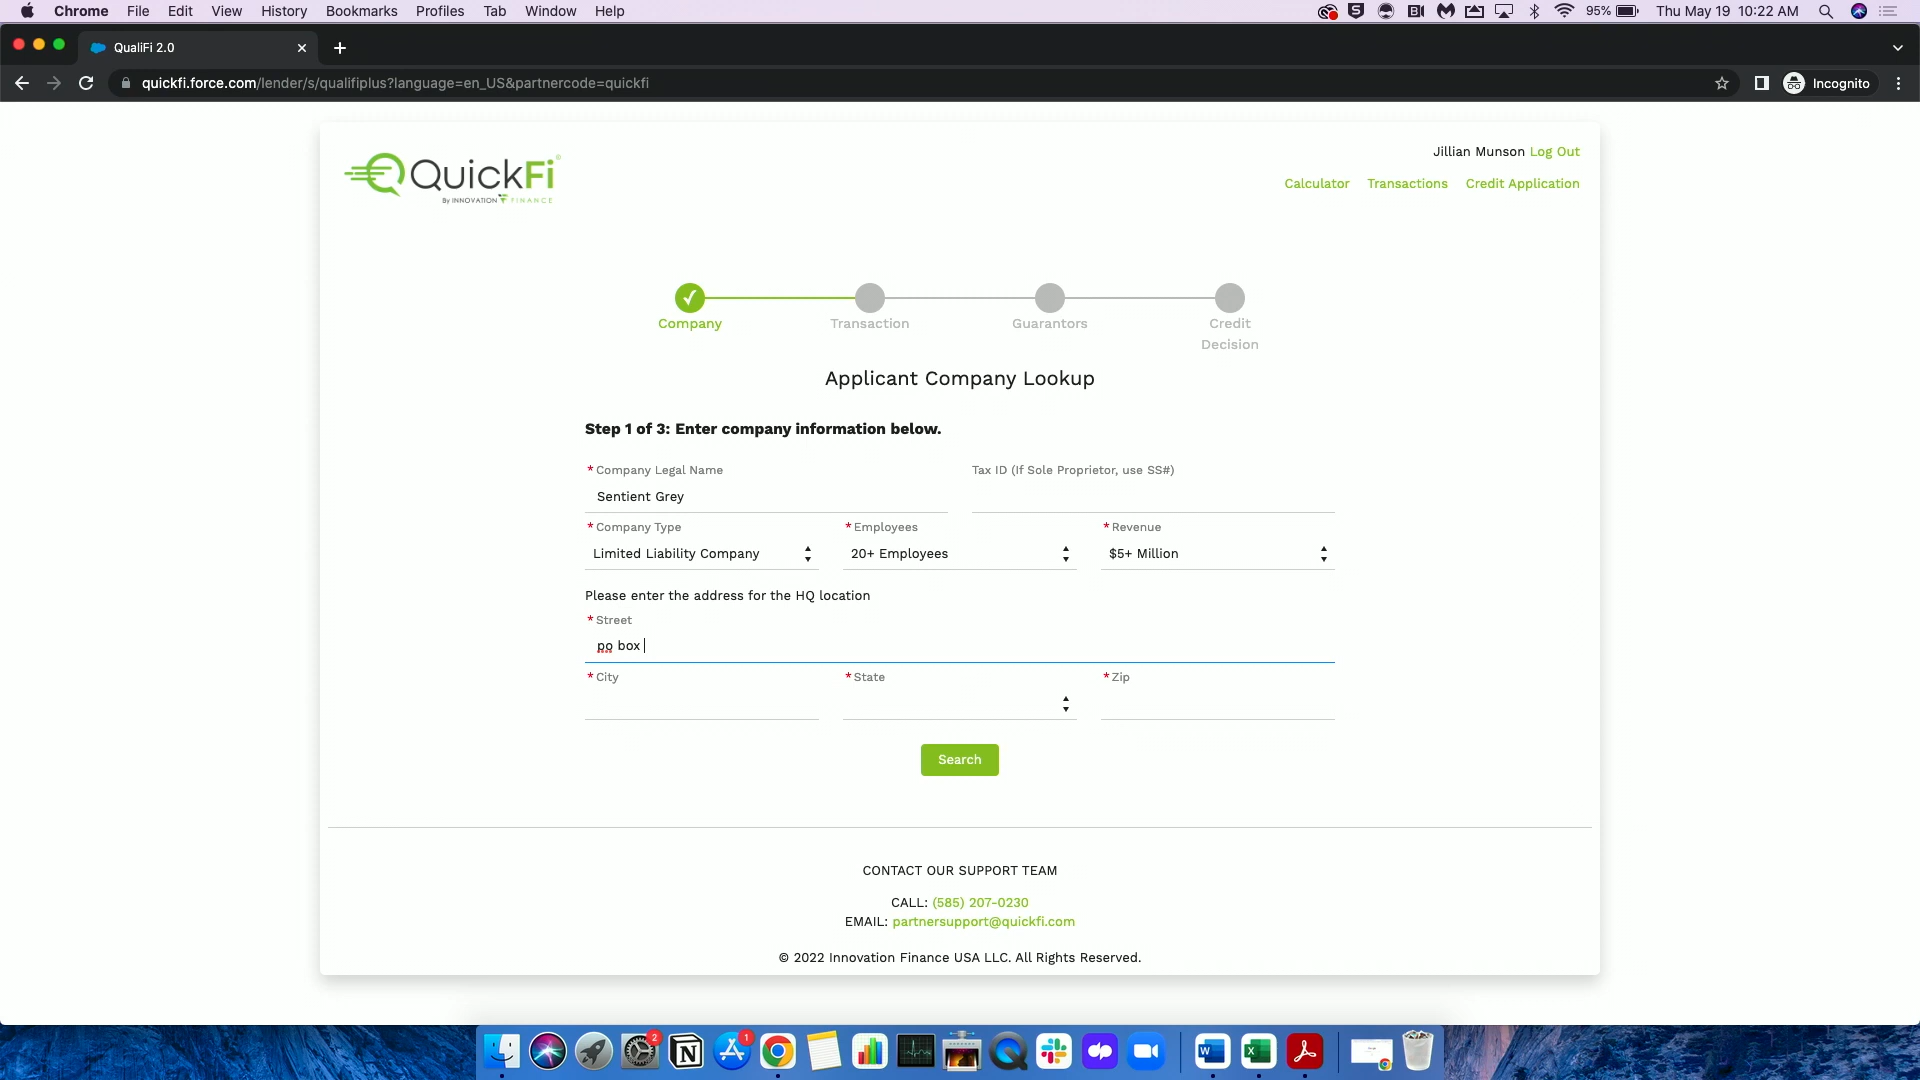 Chrome File Edit View History Bookmarks Profiles Tab Window Help
95% Thu May 19 10:22 AM
QualiFi 2.0
quickfi.force.com/lender/s/qualifiplus?language=en_US&partnercode=quickfi
Incognito
QuickFi
By INNOVATION FINANCE
Jillian Munson Log Out
Calculator Transactions Credit Application
Company Transaction Guarantors Credit Decision
Applicant Company Lookup
Step 1 of 3: Enter company information below.
*Company Legal Name Tax ID (If Sole Proprietor, use SS#)
Sentient Grey
*Company Type *Employees *Revenue
Limited Liability Company 20+ Employees $5+ Million
Please enter the address for the HQ location
*Street
po box
*City *State *Zip
Search
CONTACT OUR SUPPORT TEAM
CALL: (585) 207-0230
EMAIL: partnersupport@quickfi.com
© 2022 Innovation Finance USA LLC. All Rights Reserved.
2 1